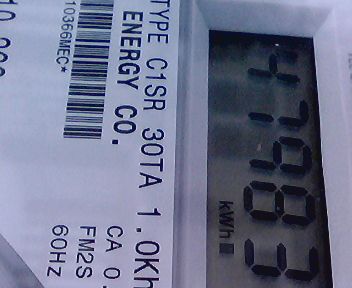 47983
kWh
TYPE C1SR 30TA 1.0Kh
ENERGY CO.
CA 0.
FM2S
60Hz
10366MEC*